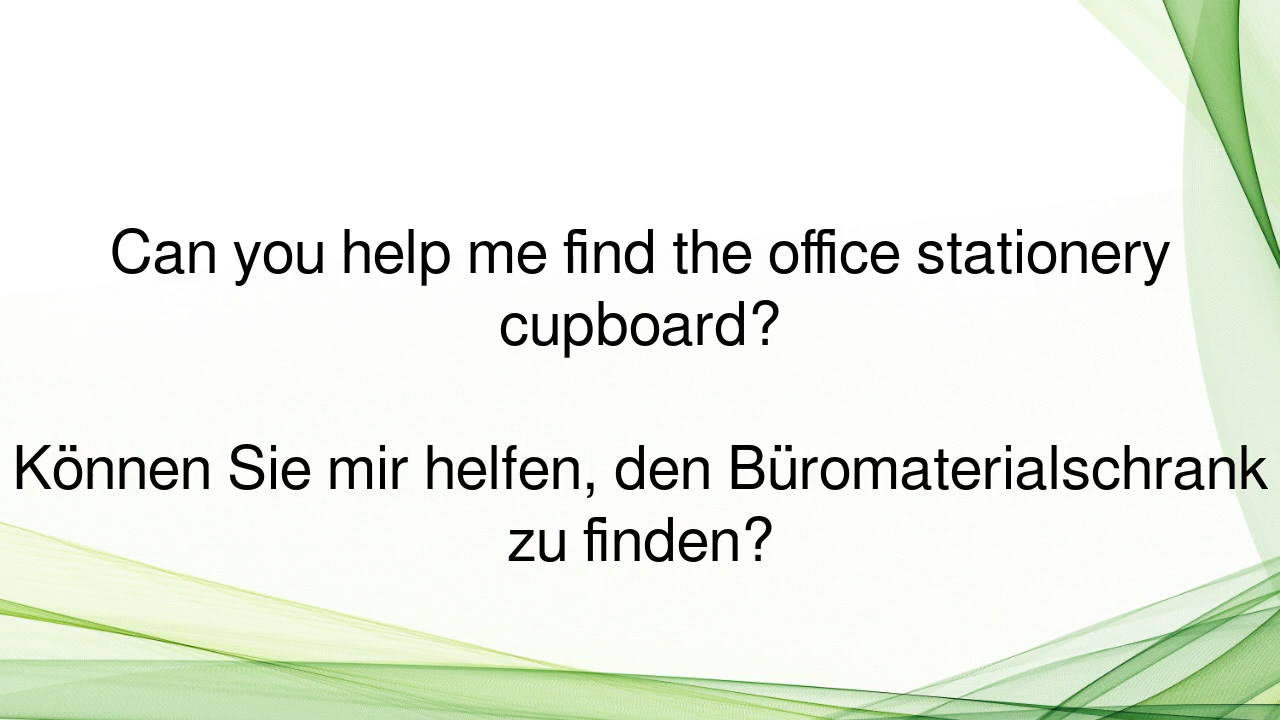 Can you help me find the office stationery
cupboard?
Können Sie mir helfen, den Büromaterialschrank
zu finden?